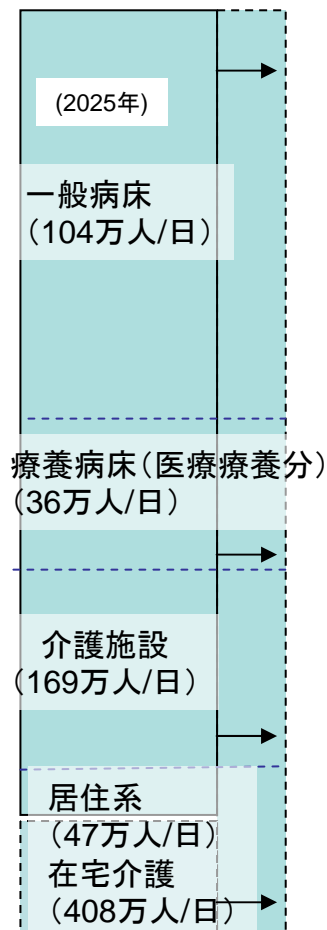 (2025年)
一般病床
（104万人/日）
療養病床（医療療養分）
（36万人/日）
介護施設
（169万人/日）
居住系
（47万人/日）
在宅介護
（408万人/日）